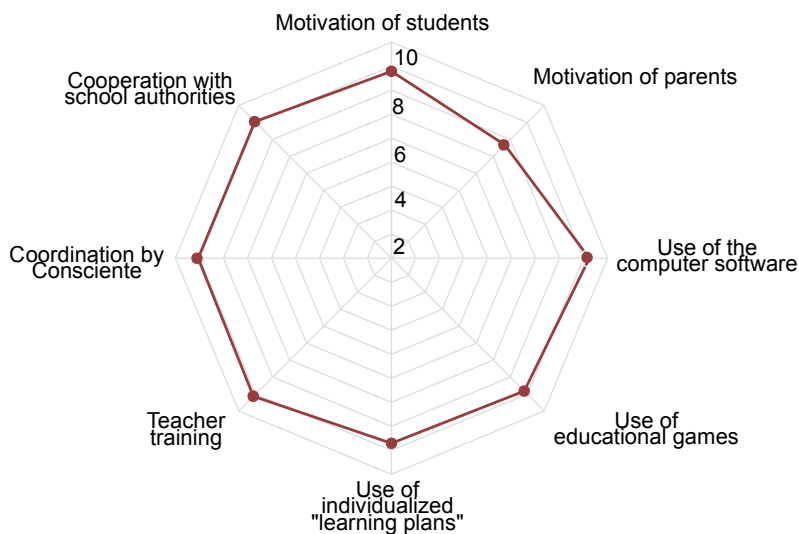 Motivation of students
10
Motivation of parents
Cooperation with
school authorities
8
6
4
2
Coordination by
Consciente
Use of the
computer software
Teacher
training
Use of
educational games
Use of
individualized
"learning plans"